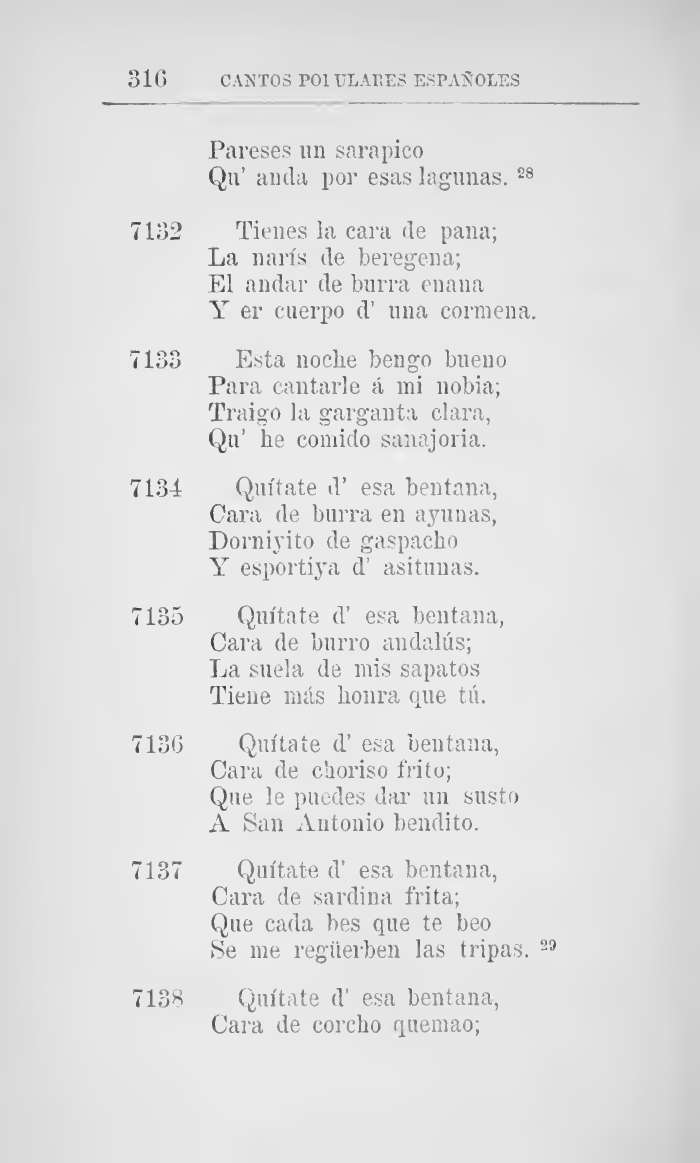 316 CANTOS POPULARES ESPAÑOLES
Pareses un sarapico
Qu' anda por esas lagunas. 28
7132 Tienes la cara de pana;
La narís de beregena;
El andar de burra enana
Y er cuerpo d' una cormena.
7133 Esta noche bengo bueno
Para cantarle á mi nobia;
Traigo la garganta clara,
Qu' he comido sanajoria.
7134 Quítate d' esa bentana,
Cara de burra en ayunas,
Dorniyito de gaspacho
Y esportiya d' asitunas.
7135 Quítate d' esa bentana,
Cara de burro andalús;
La suela de mis sapatos
Tiene más honra que tú.
7136 Quítate d' esa bentana,
Cara de choriso frito;
Que le puedes dar un susto
A San Antonio bendito.
7137 Quítate d' esa bentana,
Cara de sardina frita;
Que cada bes que te beo
Se me regüerben las tripas. 29
7138 Quítate d' esa bentana,
Cara de corcho quemao;